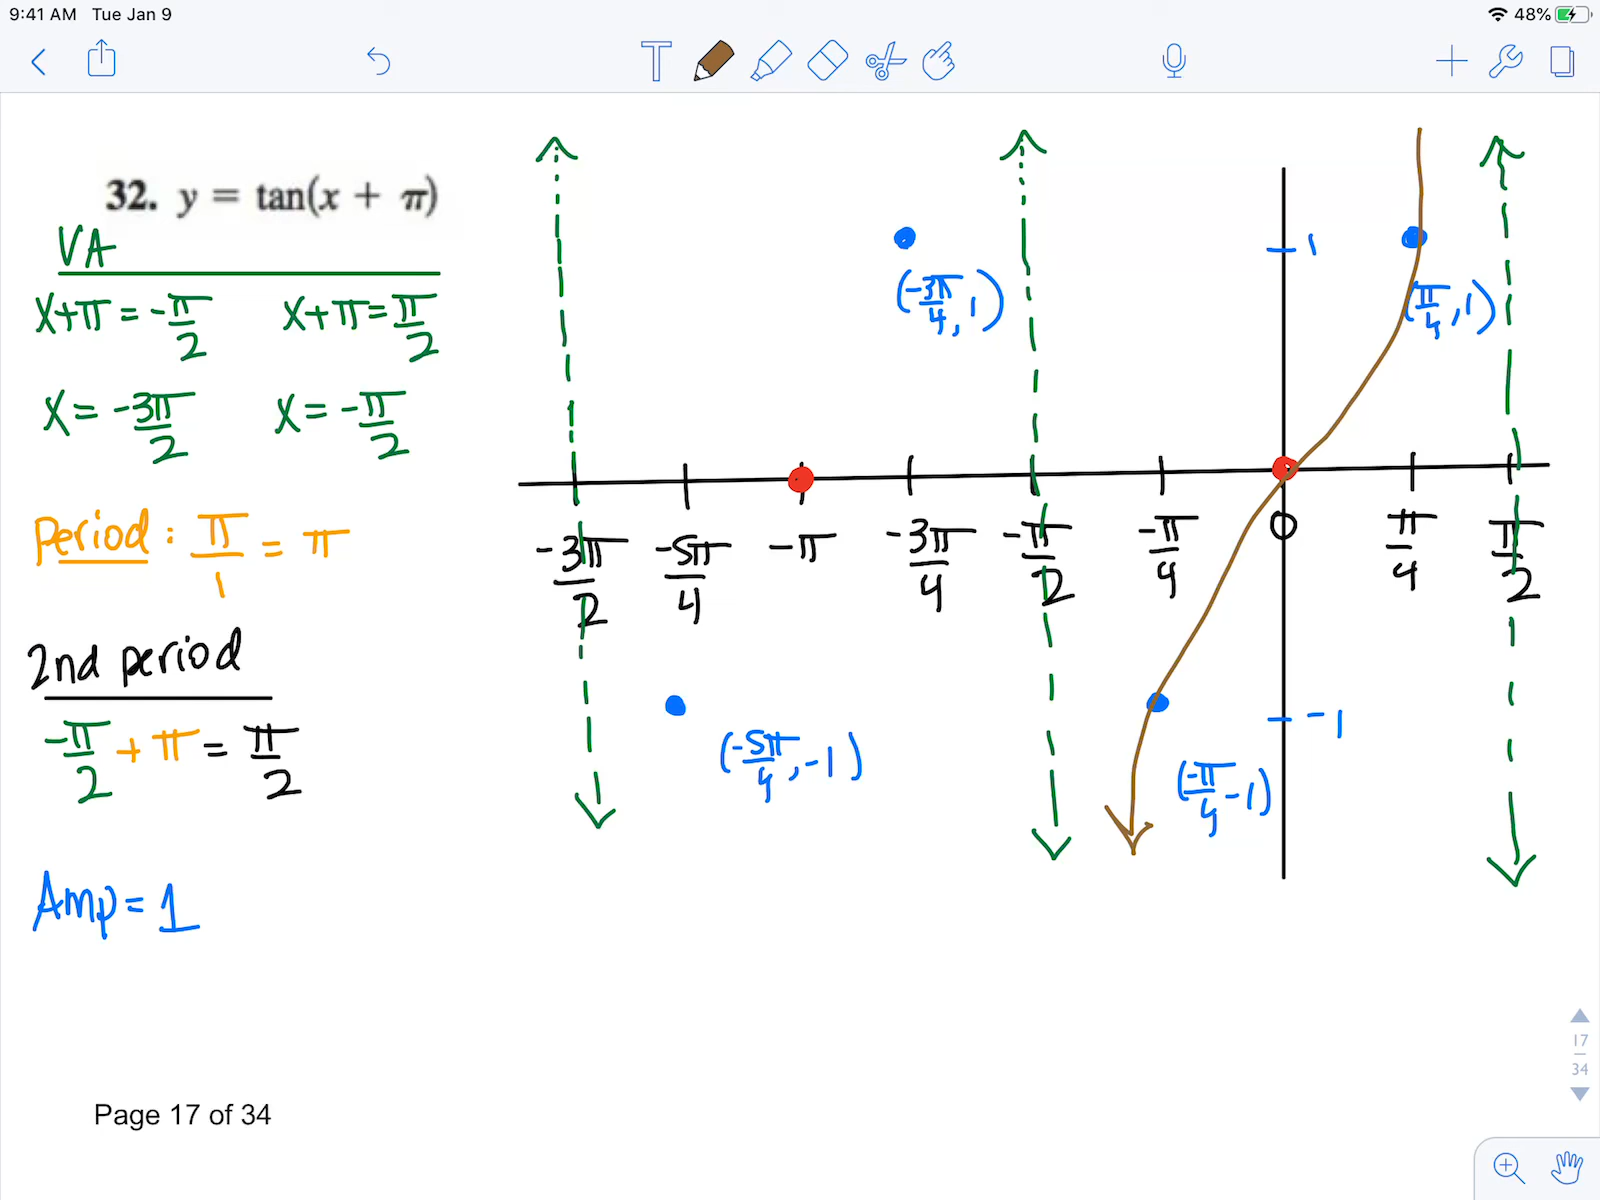 9:41 AM Tue Jan 9
48%
T
32. y = tan(x + π)
VA
x+π = -π/2 x+π = π/2
x = -3π/2 x = -π/2
Period: π/1 = π
2nd period
-π/2 + π = π/2
Amp = 1
1
(-3π/4, 1)
(π/4, 1)
-3π/2 -5π/4 -π -3π/4 -π/2 -π/4 0 π/4 π/2
-1
(-5π/4, -1)
(-π/4 -1)
17
34
Page 17 of 34